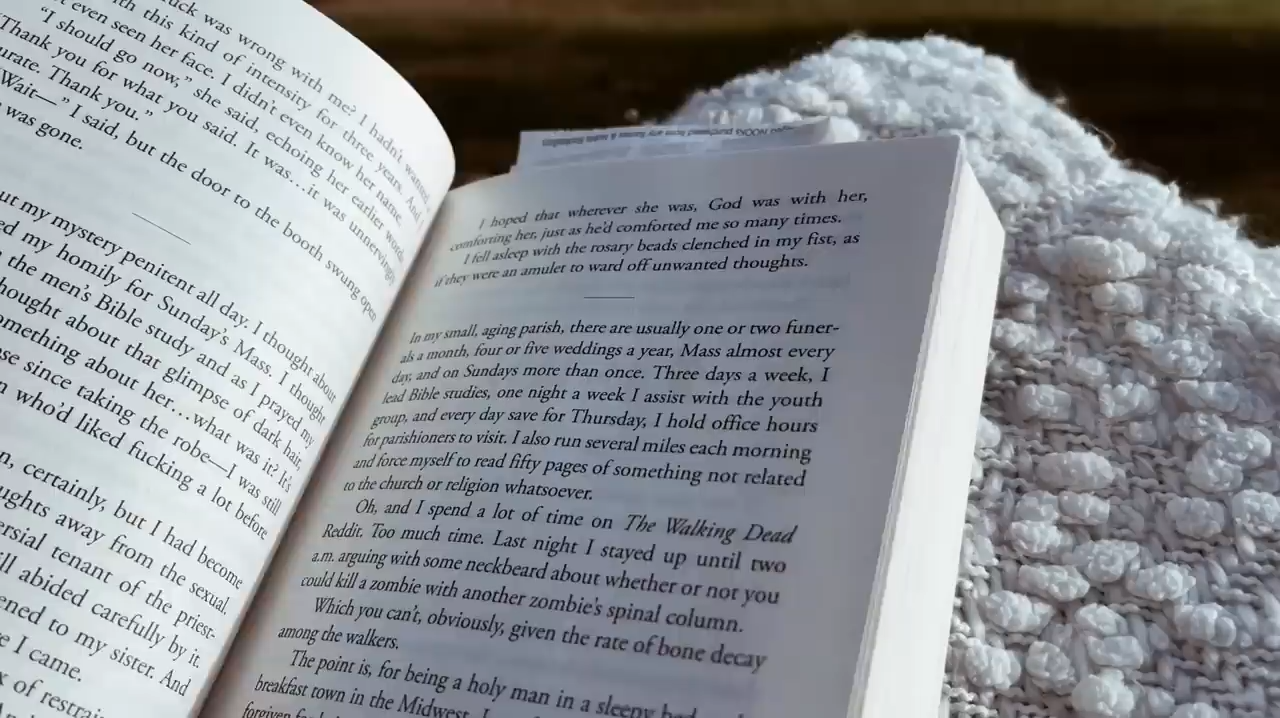 uck was wrong with me? I hadn't wanted
th this kind of intensity for three years. And I
t even seen her face. I didn't even know her name.
"I should go now," she said, echoing her earlier words.
"Thank you for what you said. It was…it was unnervingly
urate. Thank you."
Wait—" I said, but the door to the booth swung open
was gone.
ut my mystery penitent all day. I thought about
ed my homily for Sunday's Mass. I thought
the men's Bible study and as I prayed my
hought about that glimpse of dark hair,
omething about her…what was it? It's
se since taking the robe—I was still
n who'd liked fucking a lot before
n, certainly, but I had become
ughts away from the sexual.
ersial tenant of the priest-
ll abided carefully by it.
ened to my sister. And
e I came.
x of restrai
NOOKs purchased from any Barnes & Noble
I hoped that wherever she was, God was with her,
comforting her, just as he'd comforted me so many times.
I fell asleep with the rosary beads clenched in my fist, as
if they were an amulet to ward off unwanted thoughts.
In my small, aging parish, there are usually one or two funer-
als a month, four or five weddings a year, Mass almost every
day, and on Sundays more than once. Three days a week, I
lead Bible studies, one night a week I assist with the youth
group, and every day save for Thursday, I hold office hours
for parishioners to visit. I also run several miles each morning
and force myself to read fifty pages of something not related
to the church or religion whatsoever.
Oh, and I spend a lot of time on The Walking Dead
Reddit. Too much time. Last night I stayed up until two
a.m. arguing with some neckbeard about whether or not you
could kill a zombie with another zombie's spinal column.
Which you can't, obviously, given the rate of bone decay
among the walkers.
The point is, for being a holy man in a sleepy bed
breakfast town in the Midwest, I
forgiven for